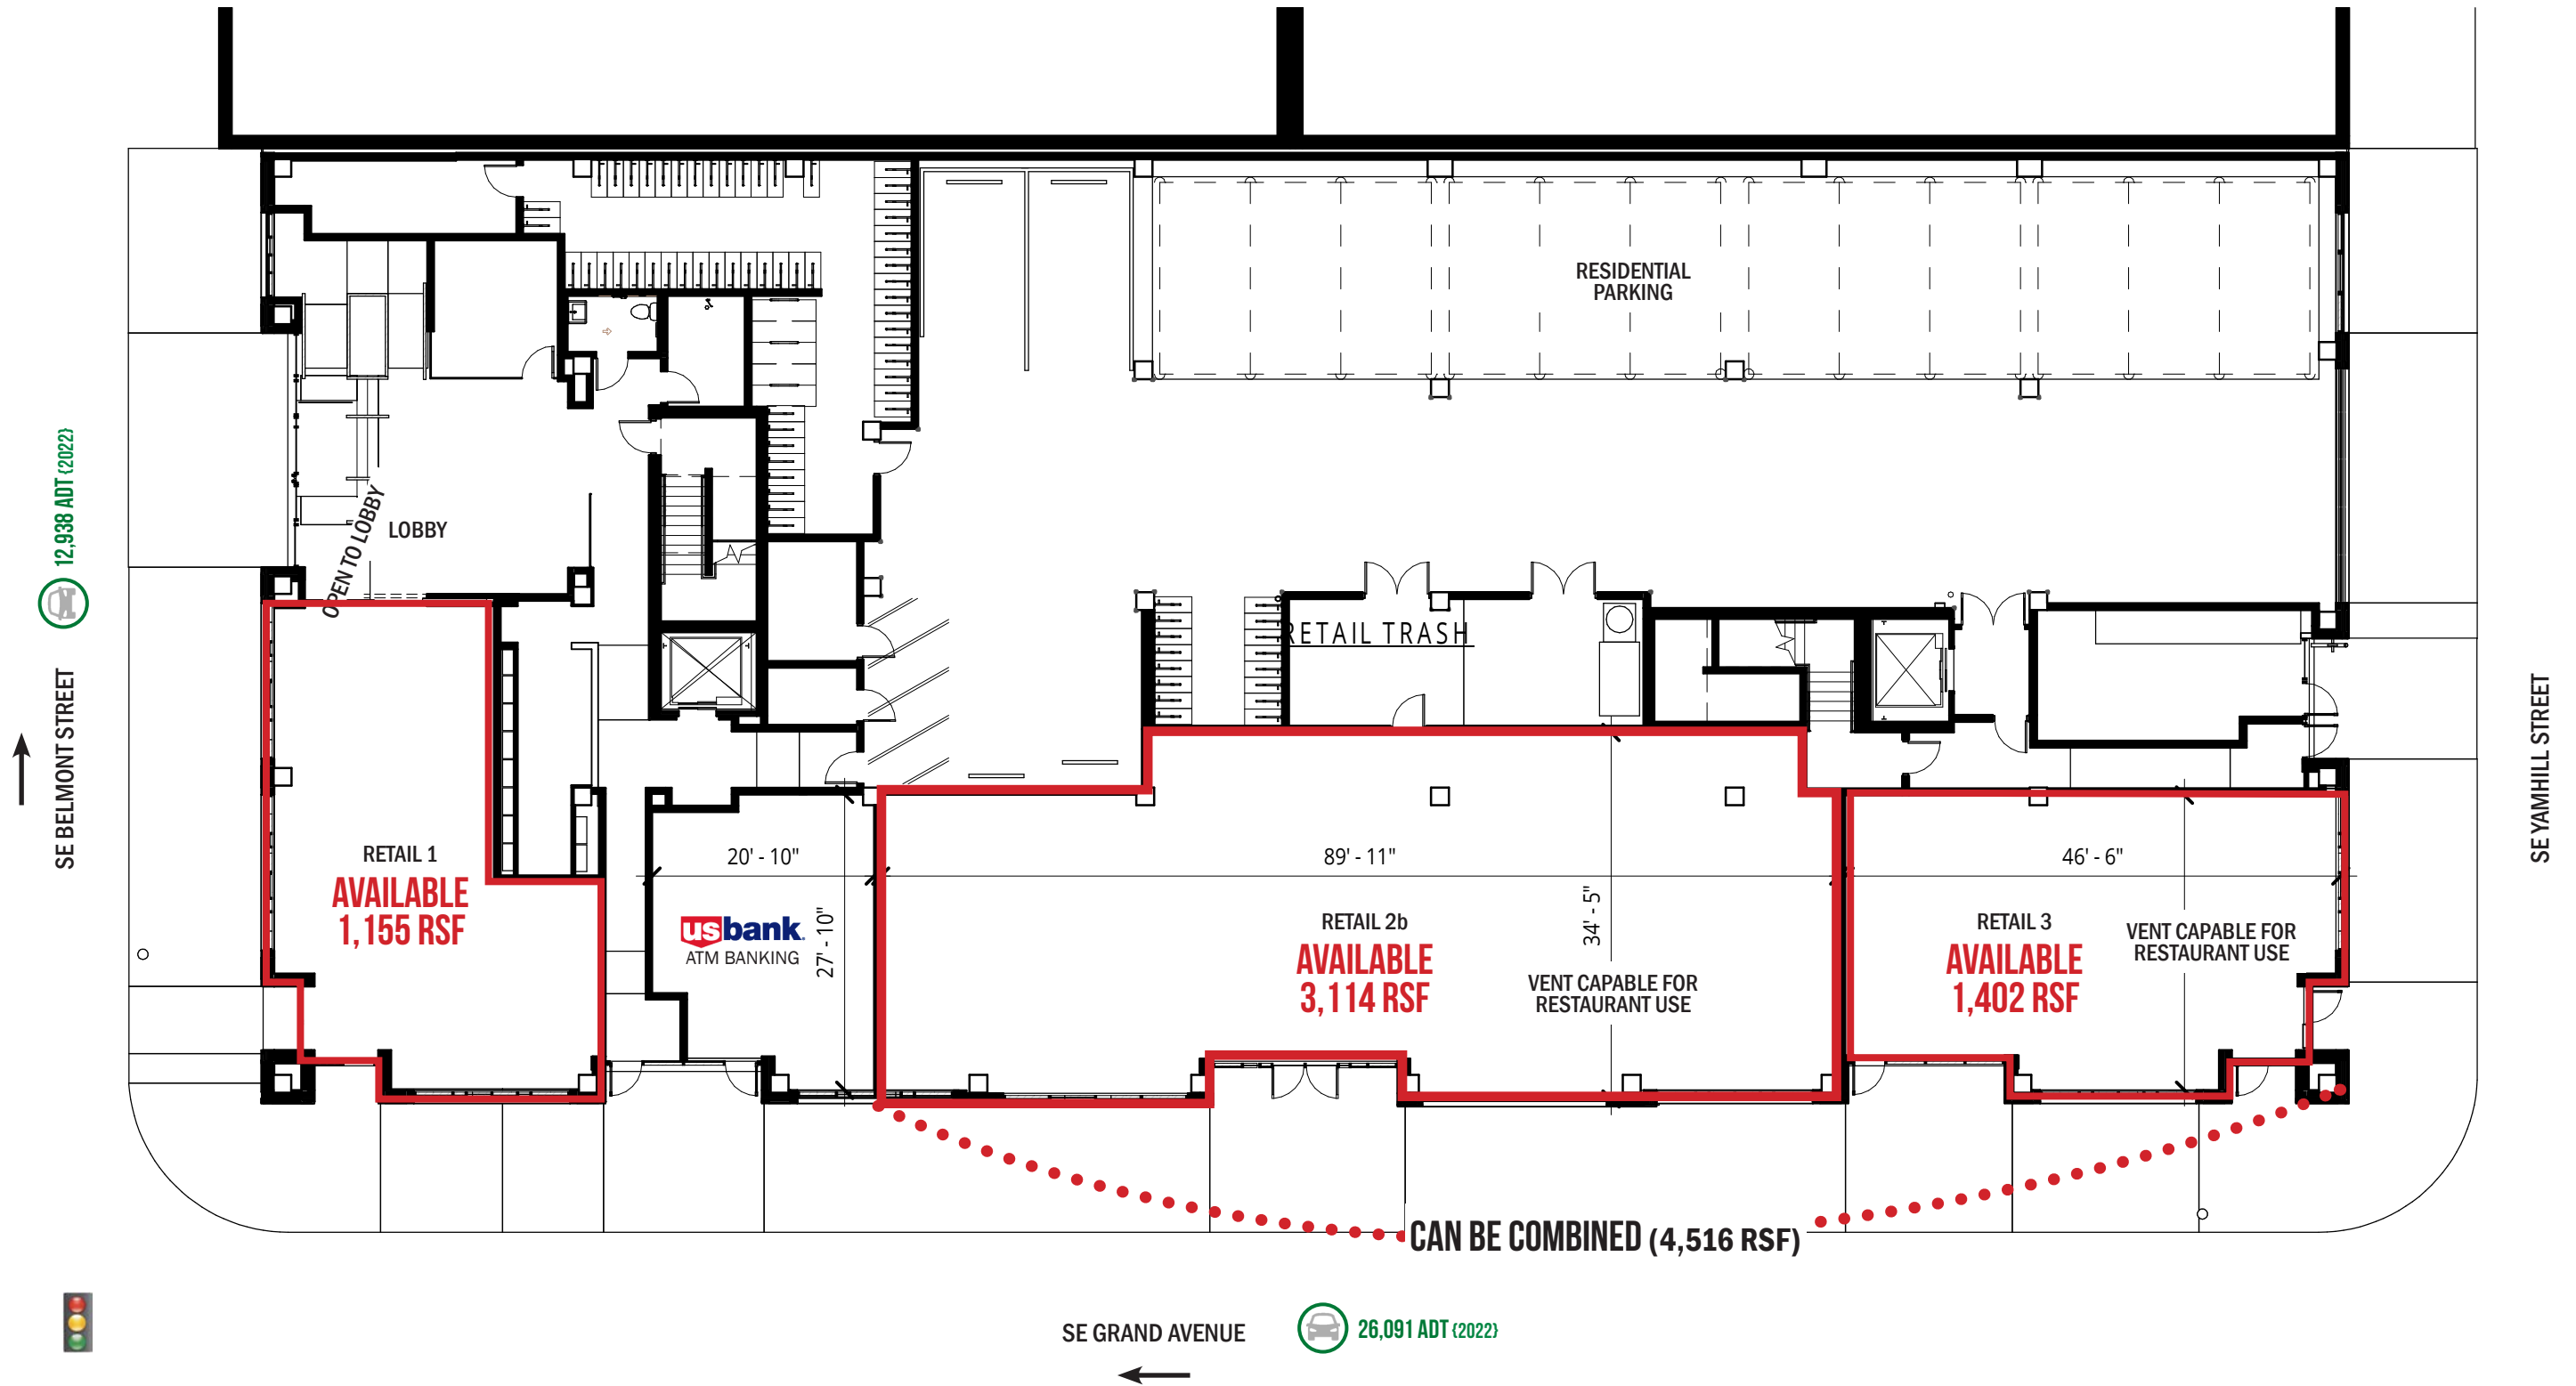 RESIDENTIAL
PARKING
12,938 ADT (2022)
SE BELMONT STREET
OPEN TO LOBBY
LOBBY
RETAIL TRASH
SE YAMHILL STREET
RETAIL 1
AVAILABLE
1,155 RSF
20' - 10"
27' - 10"
usbank.
ATM BANKING
89' - 11"
34' - 5"
RETAIL 2b
AVAILABLE
3,114 RSF
VENT CAPABLE FOR
RESTAURANT USE
46' - 6"
RETAIL 3
AVAILABLE
1,402 RSF
VENT CAPABLE FOR
RESTAURANT USE
CAN BE COMBINED (4,516 RSF)
SE GRAND AVENUE
26,091 ADT (2022)